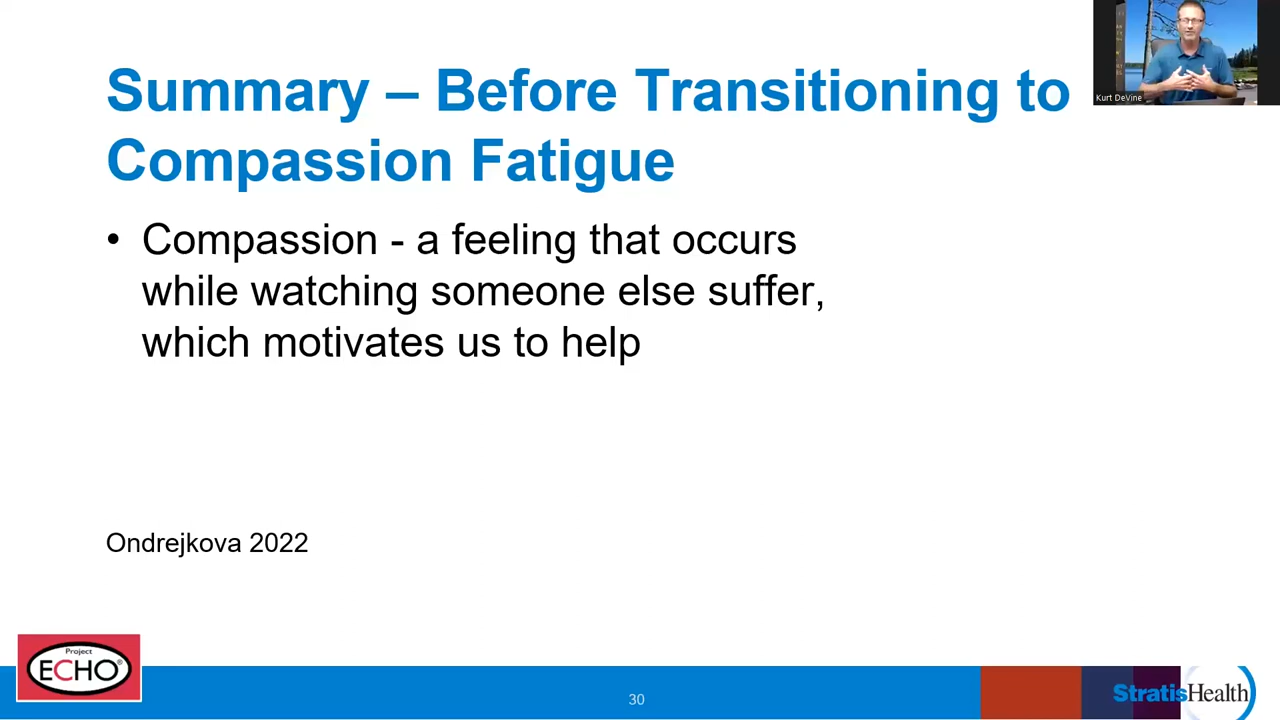 Summary – Before Transitioning to
Compassion Fatigue
• Compassion - a feeling that occurs
while watching someone else suffer,
which motivates us to help
Ondrejkova 2022
Kurt DeVine
Project
ECHO®
30
StratisHealth